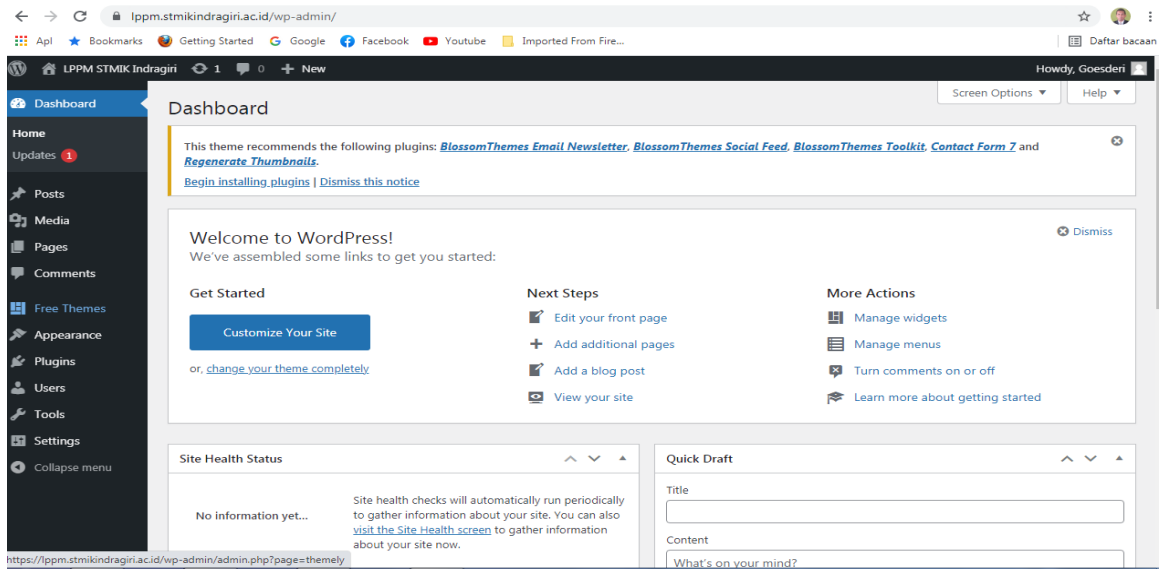 lppm.stmikindragiri.ac.id/wp-admin/
Apl Bookmarks Getting Started Google Facebook Youtube Imported From Fire... Daftar bacaan
LPPM STMIK Indragiri 1 0 New Howdy, Goesderi
Screen Options Help
Dashboard
Home
Updates 1
Posts
Media
Pages
Comments
Free Themes
Appearance
Plugins
Users
Tools
Settings
Collapse menu
Dashboard
This theme recommends the following plugins: BlossomThemes Email Newsletter, BlossomThemes Social Feed, BlossomThemes Toolkit, Contact Form 7 and
Regenerate Thumbnails.
Begin installing plugins | Dismiss this notice
Welcome to WordPress!
Dismiss
We've assembled some links to get you started:
Get Started
Customize Your Site
or, change your theme completely
Next Steps
Edit your front page
Add additional pages
Add a blog post
View your site
More Actions
Manage widgets
Manage menus
Turn comments on or off
Learn more about getting started
Site Health Status
No information yet...
Site health checks will automatically run periodically
to gather information about your site. You can also
visit the Site Health screen to gather information
about your site now.
Quick Draft
Title
Content
What's on your mind?
https://lppm.stmikindragiri.ac.id/wp-admin/admin.php?page=themely